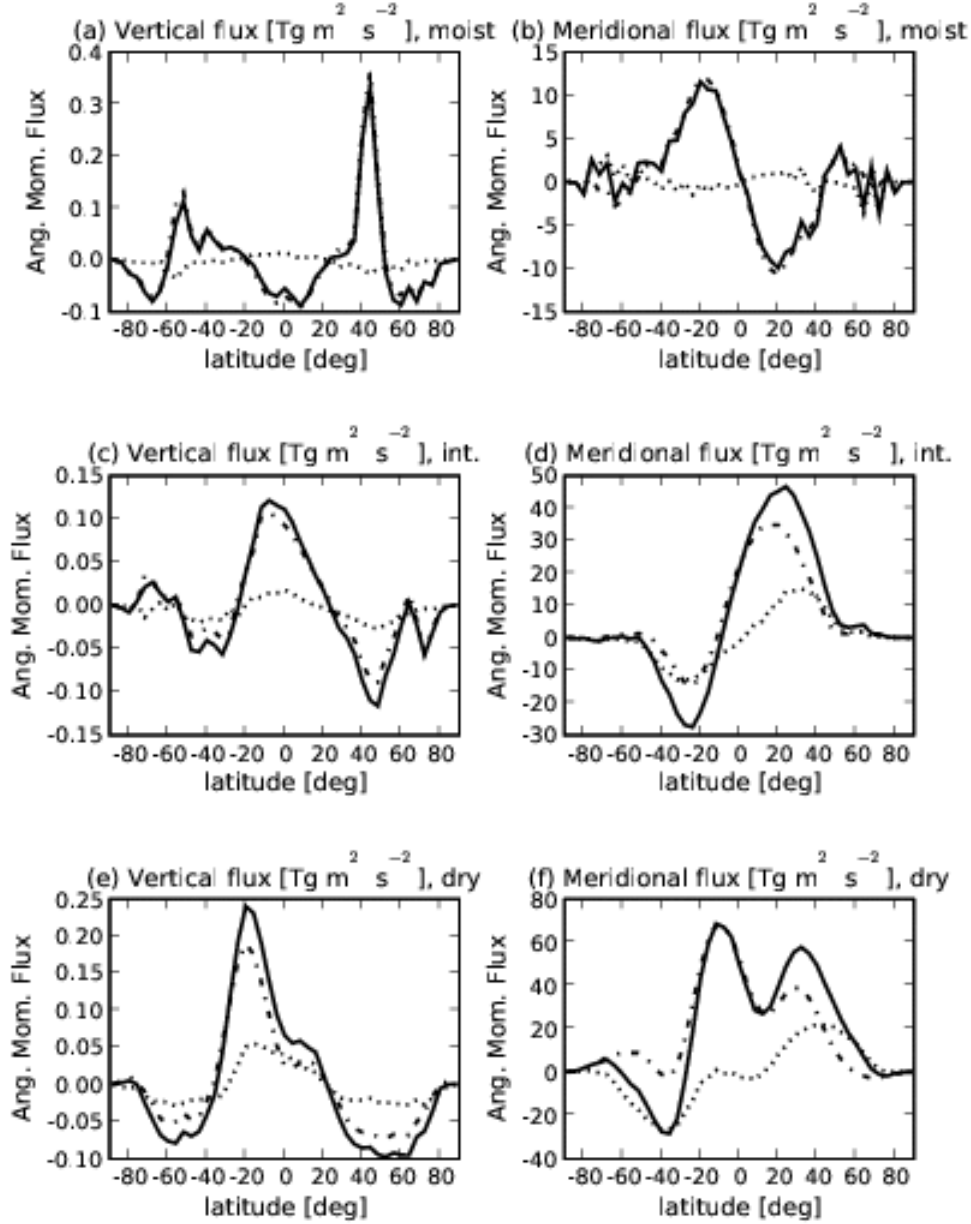 (a) Vertical flux [Tg m² s⁻²], moist
0.4
0.3
0.2
0.1
0.0
-0.1
Ang. Mom. Flux
-80 -60 -40 -20 0 20 40 60 80
latitude [deg]
(b) Meridional flux [Tg m² s⁻²], moist
15
10
5
0
-5
-10
-15
Ang. Mom. Flux
-80 -60 -40 -20 0 20 40 60 80
latitude [deg]
(c) Vertical flux [Tg m² s⁻²], int.
0.15
0.10
0.05
0.00
-0.05
-0.10
-0.15
Ang. Mom. Flux
-80 -60 -40 -20 0 20 40 60 80
latitude [deg]
(d) Meridional flux [Tg m² s⁻²], int.
50
40
30
20
10
0
-10
-20
-30
Ang. Mom. Flux
-80 -60 -40 -20 0 20 40 60 80
latitude [deg]
(e) Vertical flux [Tg m² s⁻²], dry
0.25
0.20
0.15
0.10
0.05
0.00
-0.05
-0.10
Ang. Mom. Flux
-80 -60 -40 -20 0 20 40 60 80
latitude [deg]
(f) Meridional flux [Tg m² s⁻²], dry
80
60
40
20
0
-20
-40
Ang. Mom. Flux
-80 -60 -40 -20 0 20 40 60 80
latitude [deg]